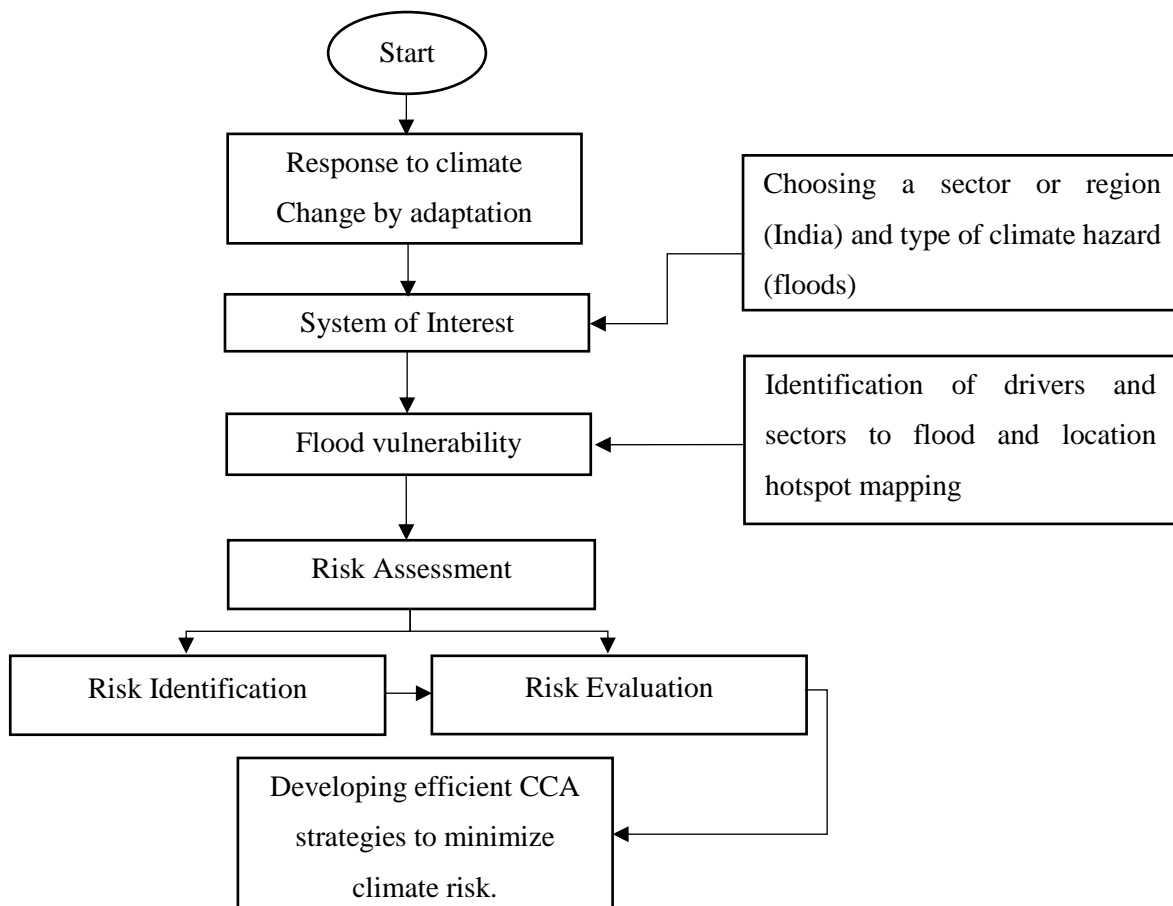 Start
Response to climate
Change by adaptation
Choosing a sector or region
(India) and type of climate hazard
(floods)
System of Interest
Identification of drivers and
sectors to flood and location
hotspot mapping
Flood vulnerability
Risk Assessment
Risk Identification
Risk Evaluation
Developing efficient CCA
strategies to minimize
climate risk.